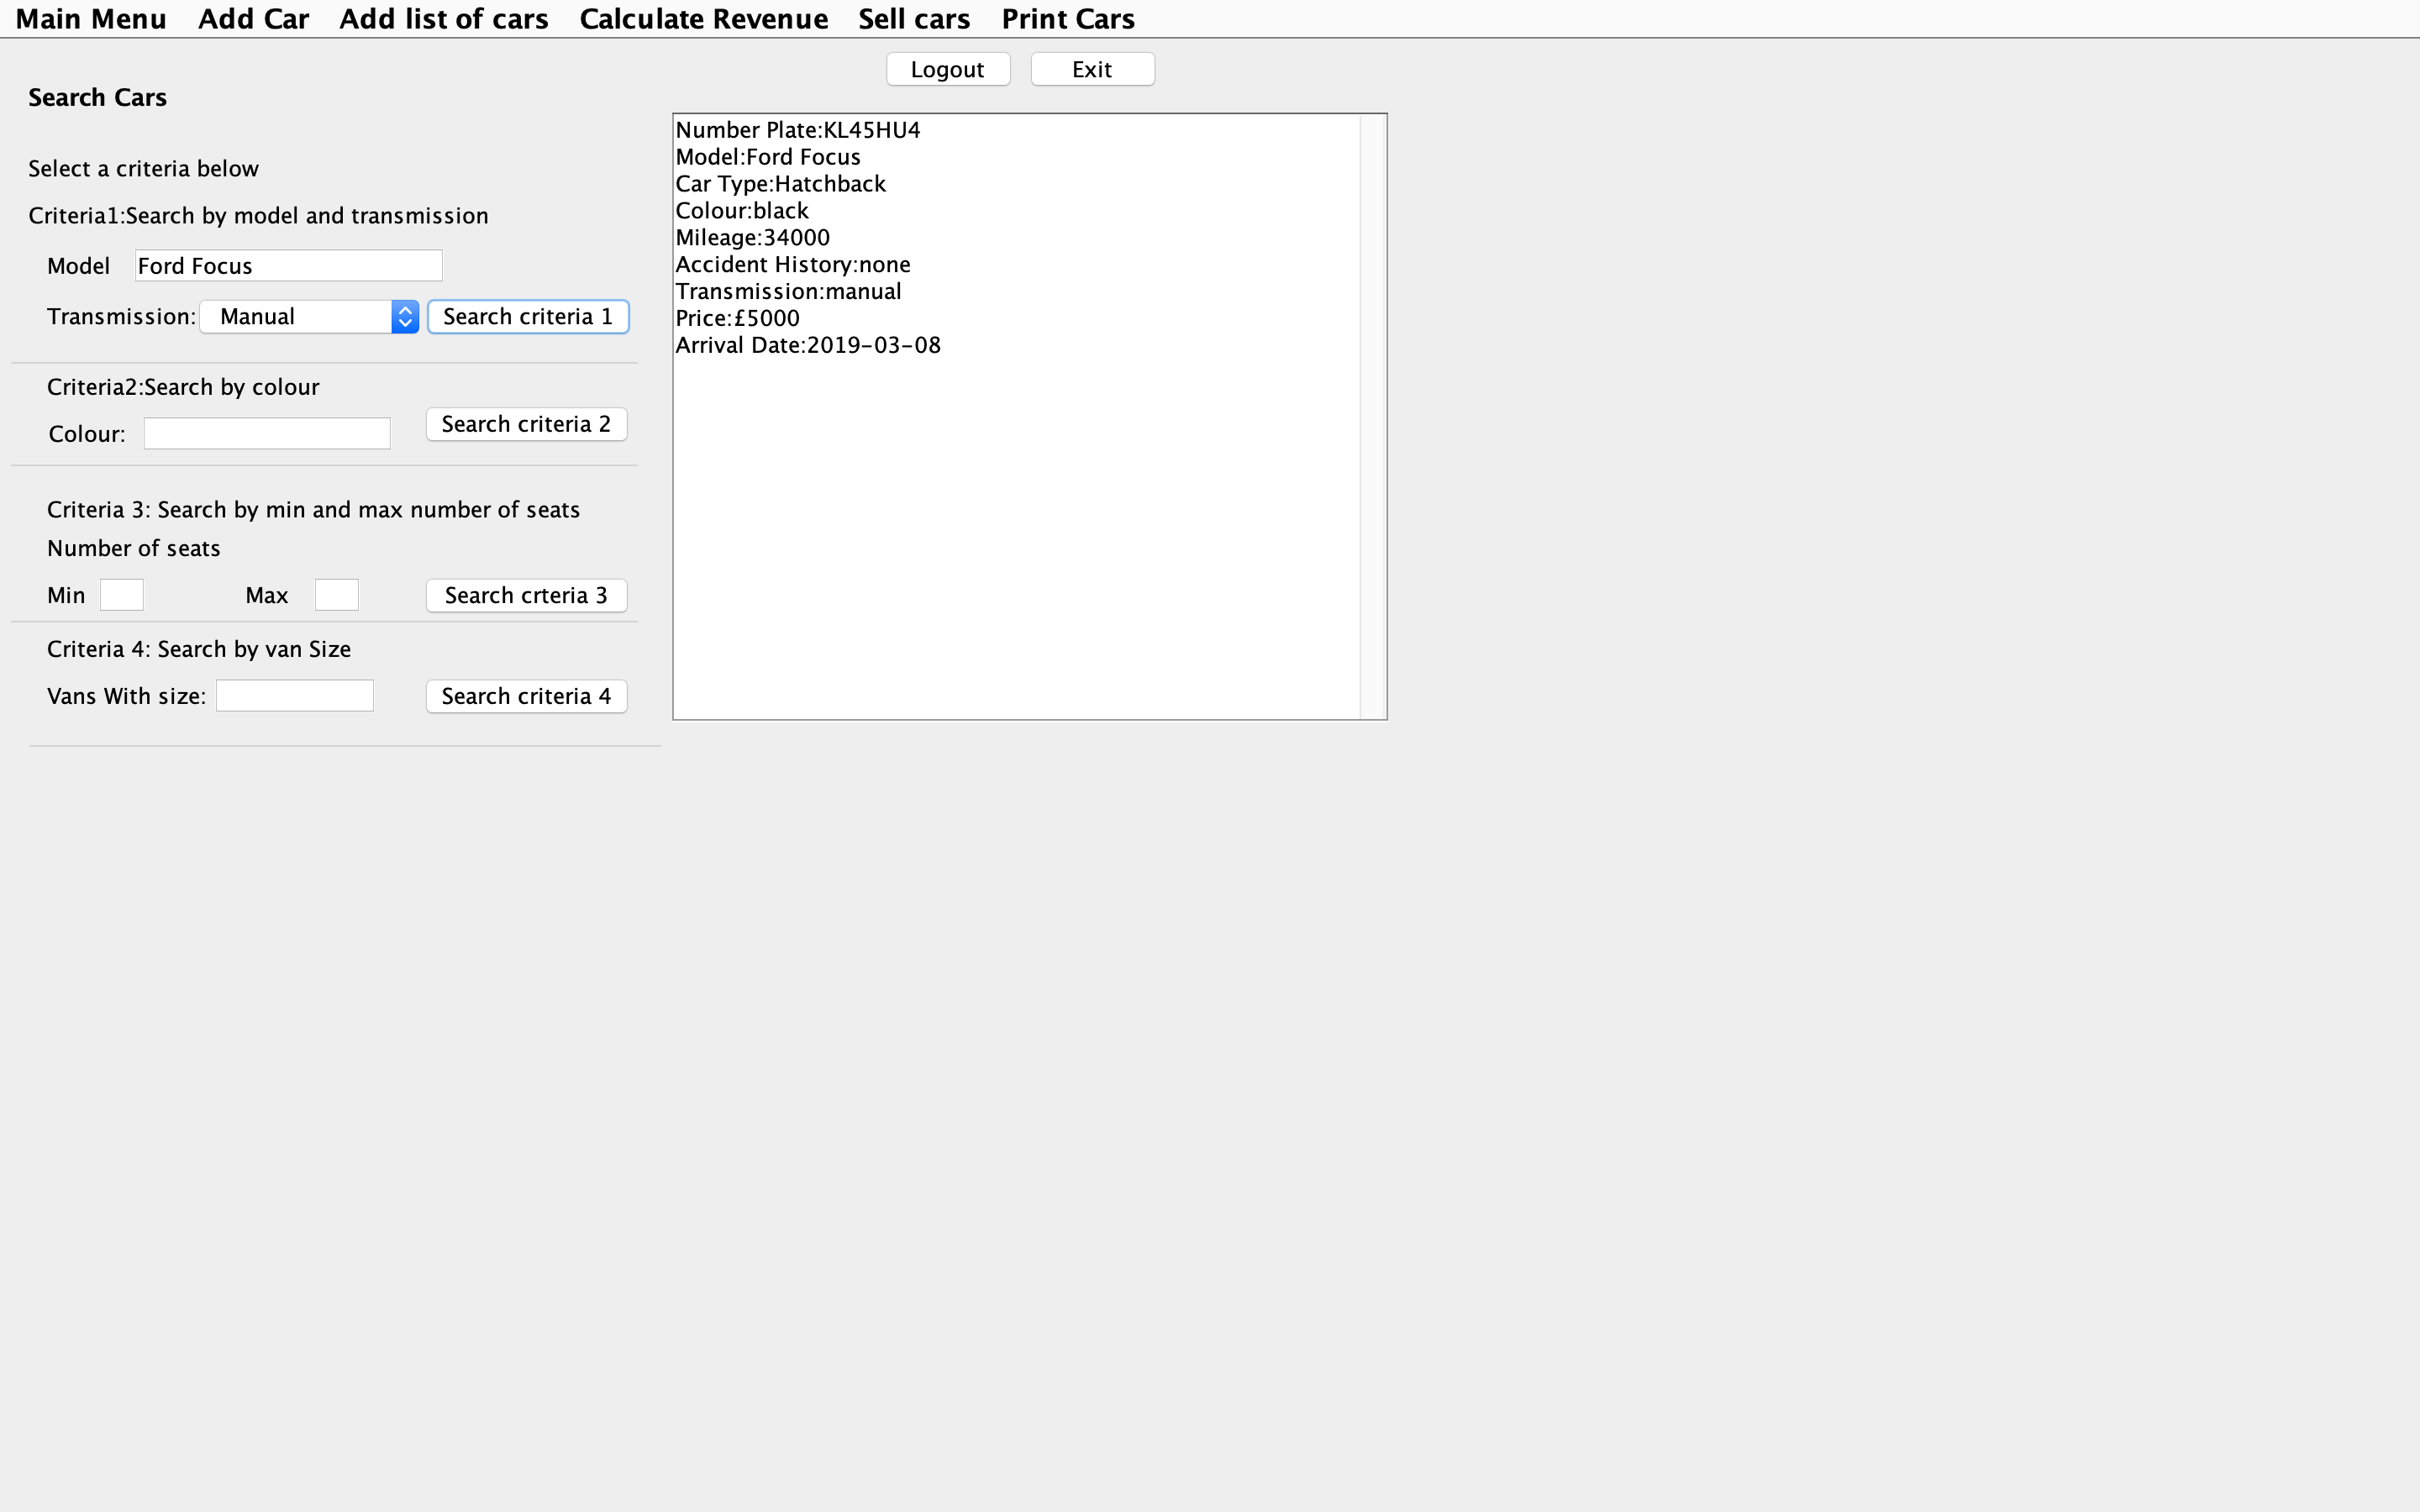 Main Menu Add Car Add list of cars Calculate Revenue Sell cars Print Cars
Logout Exit
Search Cars
Select a criteria below
Criteria1:Search by model and transmission
Model Ford Focus
Transmission: Manual Search criteria 1
Criteria2:Search by colour
Colour: Search criteria 2
Criteria 3: Search by min and max number of seats
Number of seats
Min Max Search crteria 3
Criteria 4: Search by van Size
Vans With size: Search criteria 4
Number Plate:KL45HU4
Model:Ford Focus
Car Type:Hatchback
Colour:black
Mileage:34000
Accident History:none
Transmission:manual
Price:£5000
Arrival Date:2019-03-08